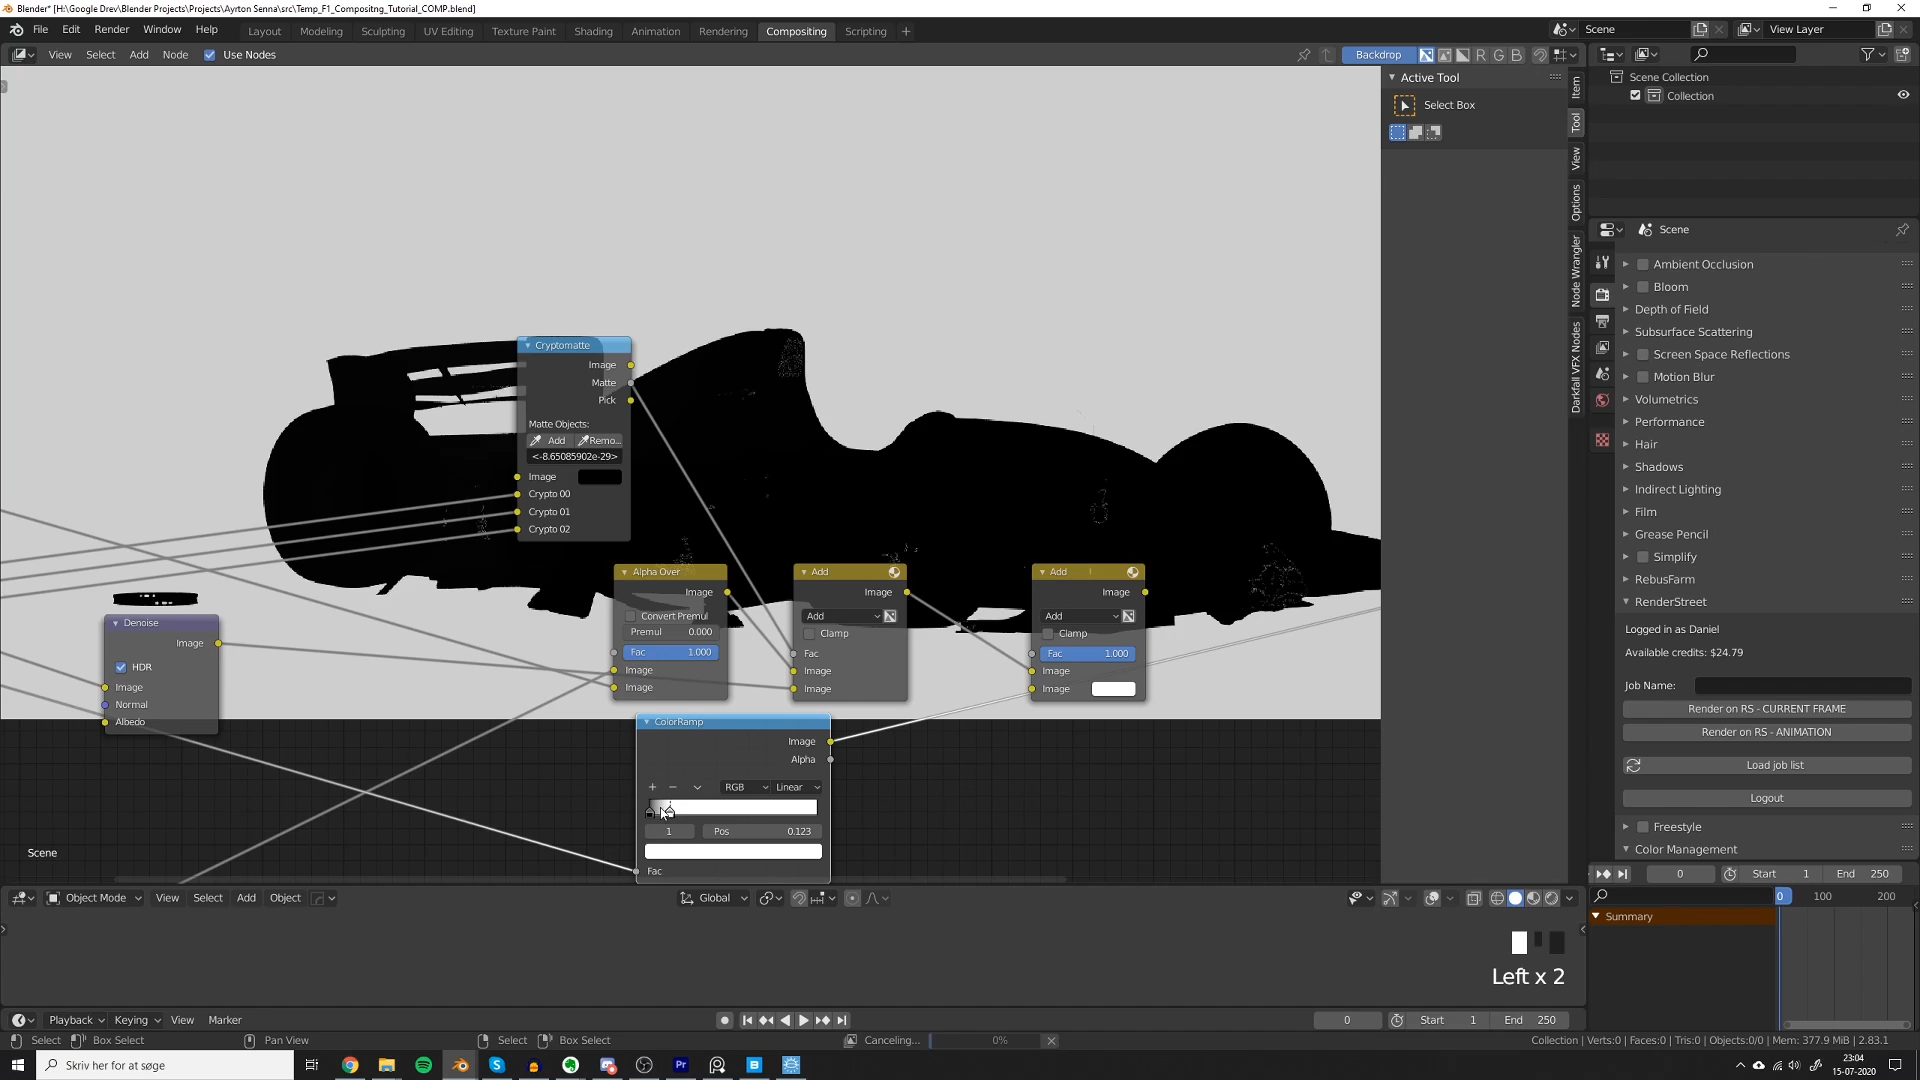 Blender* [H:\Google Drev\Blender Projects\Projects\Ayrton Senna\src\Temp_F1_Compositng_Tutorial_COMP.blend]
File Edit Render Window Help Layout Modeling Sculpting UV Editing Texture Paint Shading Animation Rendering Compositing Scripting + Scene View Layer
View Select Add Node Use Nodes Backdrop R G B
Active Tool
Select Box
Item
Tool
View
Options
Node Wrangler
Darkfall VFX Nodes
Scene Collection
Collection
Scene
Ambient Occlusion
Bloom
Depth of Field
Subsurface Scattering
Screen Space Reflections
Motion Blur
Volumetrics
Performance
Hair
Shadows
Indirect Lighting
Film
Grease Pencil
Simplify
RebusFarm
RenderStreet
Logged in as Daniel
Available credits: $24.79
Job Name:
Render on RS - CURRENT FRAME
Render on RS - ANIMATION
Load job list
Logout
Freestyle
Color Management
Cryptomatte
Image
Matte
Pick
Matte Objects:
Add Remo...
<-8.65085902e-29>
Image
Crypto 00
Crypto 01
Crypto 02
Denoise
Image
HDR
Image
Normal
Albedo
Alpha Over
Image
Convert Premul
Premul 0.000
Fac 1.000
Image
Image
Add
Image
Add
Clamp
Fac
Image
Image
Add
Image
Add
Clamp
Fac 1.000
Image
Image
ColorRamp
Image
Alpha
+ − RGB Linear
1 Pos 0.123
Fac
Scene
Object Mode View Select Add Object Global
0 Start 1 End 250
0 100 200
Summary
Left x 2
Playback Keying View Marker 0 Start 1 End 250
Select Box Select Pan View Select Box Select Canceling... 0% Collection | Verts:0 | Faces:0 | Tris:0 | Objects:0/0 | Mem: 377.9 MiB | 2.83.1
Skriv her for at søge
23:04
15-07-2020